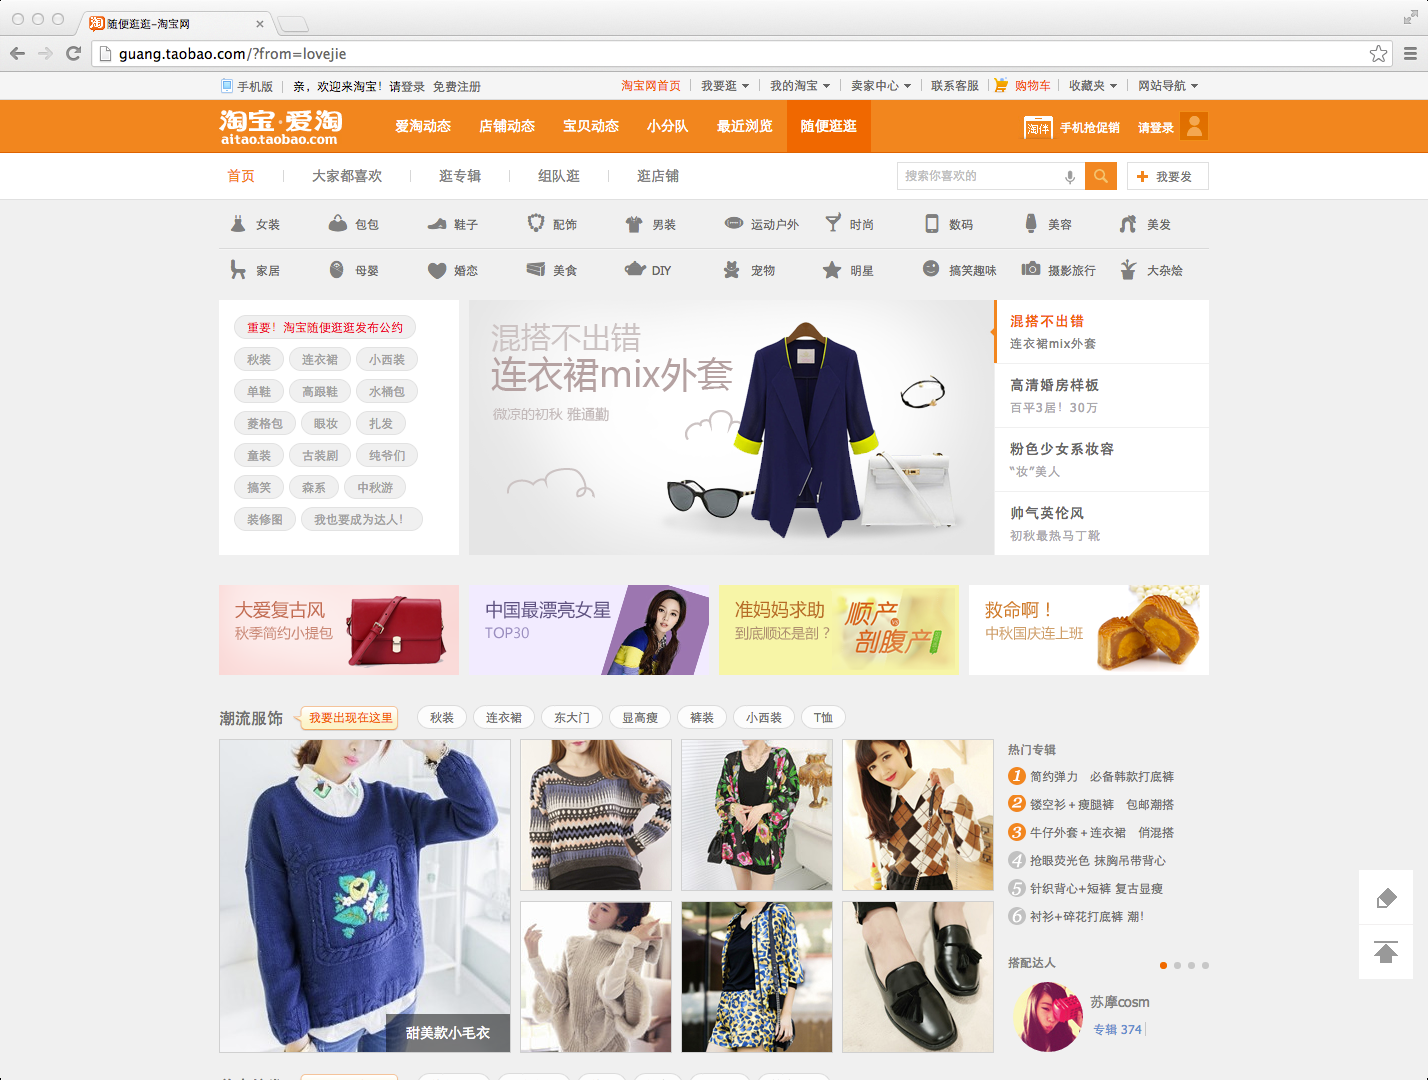 随便逛逛-淘宝网
guang.taobao.com/?from=lovejie
手机版 亲，欢迎来淘宝！请登录 免费注册 淘宝网首页 我要逛 我的淘宝 卖家中心 联系客服 购物车 收藏夹 网站导航
淘宝·爱淘
aitao.taobao.com
爱淘动态 店铺动态 宝贝动态 小分队 最近浏览 随便逛逛 淘伴 手机抢促销 请登录
首页 大家都喜欢 逛专辑 组队逛 逛店铺 搜索你喜欢的 我要发
女装 包包 鞋子 配饰 男装 运动户外 时尚 数码 美容 美发
家居 母婴 婚恋 美食 DIY 宠物 明星 搞笑趣味 摄影旅行 大杂烩
重要！淘宝随便逛逛发布公约
秋装 连衣裙 小西装
单鞋 高跟鞋 水桶包
菱格包 眼妆 扎发
童装 古装剧 纯爷们
搞笑 森系 中秋游
装修图 我也要成为达人！
混搭不出错
连衣裙mix外套
微凉的初秋 雅通勤
混搭不出错
连衣裙mix外套
高清婚房样板
百平3居！30万
粉色少女系妆容
“妆”美人
帅气英伦风
初秋最热马丁靴
大爱复古风
秋季简约小提包
中国最漂亮女星
TOP30
准妈妈求助
到底顺还是剖？
顺产
剖腹产
救命啊！
中秋国庆连上班
潮流服饰 我要出现在这里 秋装 连衣裙 东大门 显高瘦 裤装 小西装 T恤
甜美款小毛衣
热门专辑
1 简约弹力 必备韩款打底裤
2 镂空衫＋瘦腿裤 包邮潮搭
3 牛仔外套＋连衣裙 俏混搭
4 抢眼荧光色 抹胸吊带背心
5 针织背心+短裤 复古显瘦
6 衬衫+碎花打底裤 潮！
搭配达人
苏摩cosm
专辑 374